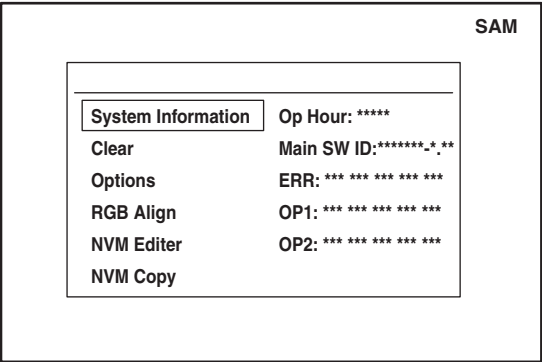 SAM
System Information Op Hour: *****
Clear Main SW ID:*******-*.**
Options ERR: *** *** *** *** ***
RGB Align OP1: *** *** *** *** ***
NVM Editer OP2: *** *** *** *** ***
NVM Copy